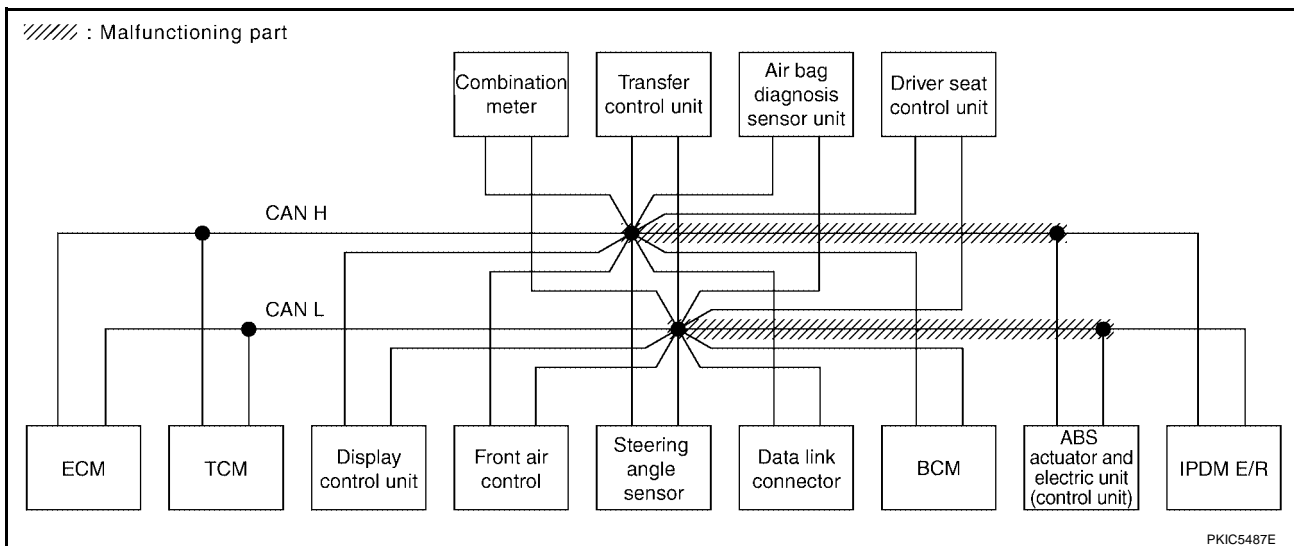 : Malfunctioning part
Combination
meter
Transfer
control unit
Air bag
diagnosis
sensor unit
Driver seat
control unit
CAN H
CAN L
ECM
TCM
Display
control unit
Front air
control
Steering
angle
sensor
Data link
connector
BCM
ABS
actuator and
electric unit
(control unit)
IPDM E/R
PKIC5487E